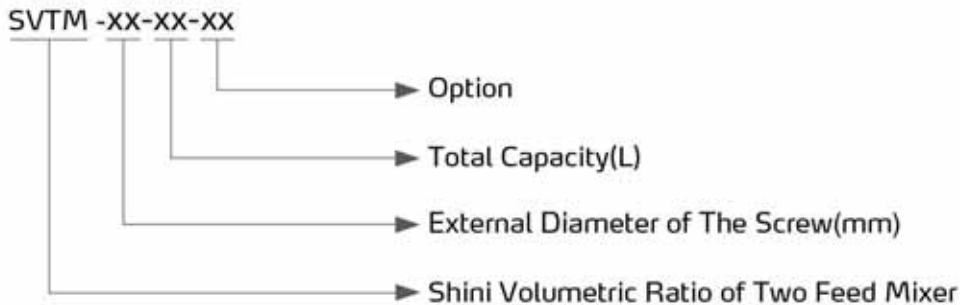 SVTM -xx-xx-xx
Option
Total Capacity(L)
External Diameter of The Screw(mm)
Shini Volumetric Ratio of Two Feed Mixer